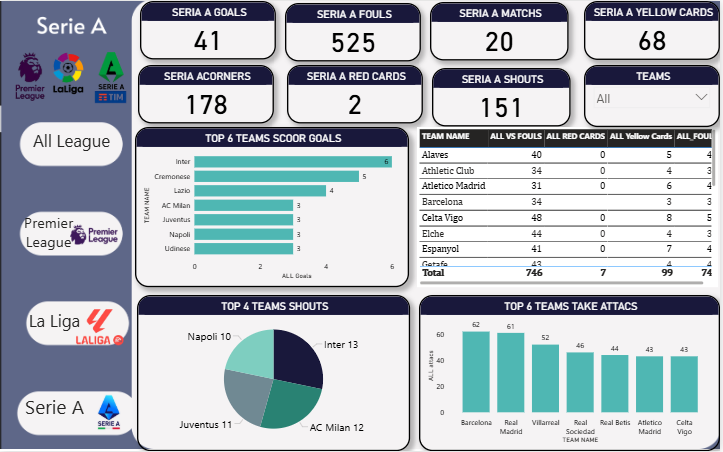 Serie A
Premier
League
LaLiga
SERIE A
TIM
All League
Premier
League
Premier
League
La Liga
LALIGA
Serie A
SERIE A
SERIA A GOALS
41
SERIA A FOULS
525
SERIA A MATCHS
20
SERIA A YELLOW CARDS
68
SERIA ACORNERS
178
SERIA A RED CARDS
2
SERIA A SHOUTS
151
TEAMS
All
TOP 6 TEAMS SCOOR GOALS
TEAM NAME
Inter 6
Cremonese 5
Lazio 4
AC Milan 3
Juventus 3
Napoli 3
Udinese 3
0 2 4 6
ALL Goals
TEAM NAME ALL VS FOULS ALL RED CARDS ALL Yellow Cards ALL_FOUL
Alaves 40 0 5 4
Athletic Club 34 0 4 3
Atletico Madrid 31 0 6 4
Barcelona 34 3 3
Celta Vigo 48 0 8 5
Elche 44 0 4 3
Espanyol 41 0 7 4
Getafe 43 4 4
Total 746 7 99 74
TOP 4 TEAMS SHOUTS
Napoli 10
Inter 13
Juventus 11
AC Milan 12
TOP 6 TEAMS TAKE ATTACS
ALL attacs
60
40
20
0
62 61 52 46 44 43 43
Barcelona Real Madrid Villarreal Real Sociedad Real Betis Atletico Madrid Celta Vigo
TEAM NAME